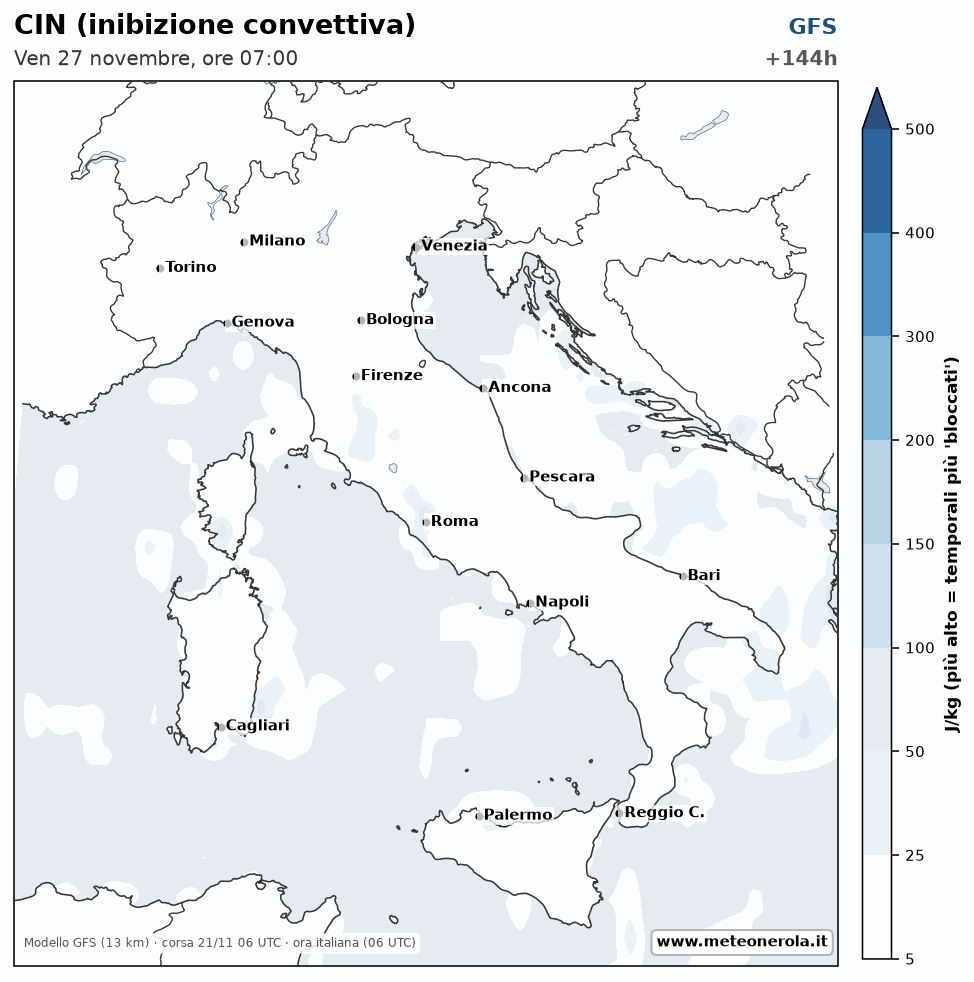 CIN (inibizione convettiva)
GFS
Ven 27 novembre, ore 07:00
+144h
Milano
Venezia
Torino
Genova
Bologna
Firenze
Ancona
Pescara
Roma
Bari
Napoli
Cagliari
Palermo
Reggio C.
Modello GFS (13 km) · corsa 21/11 06 UTC · ora italiana (06 UTC)
www.meteonerola.it
500
400
300
200
150
100
50
25
5
J/kg (più alto = temporali più 'bloccati')